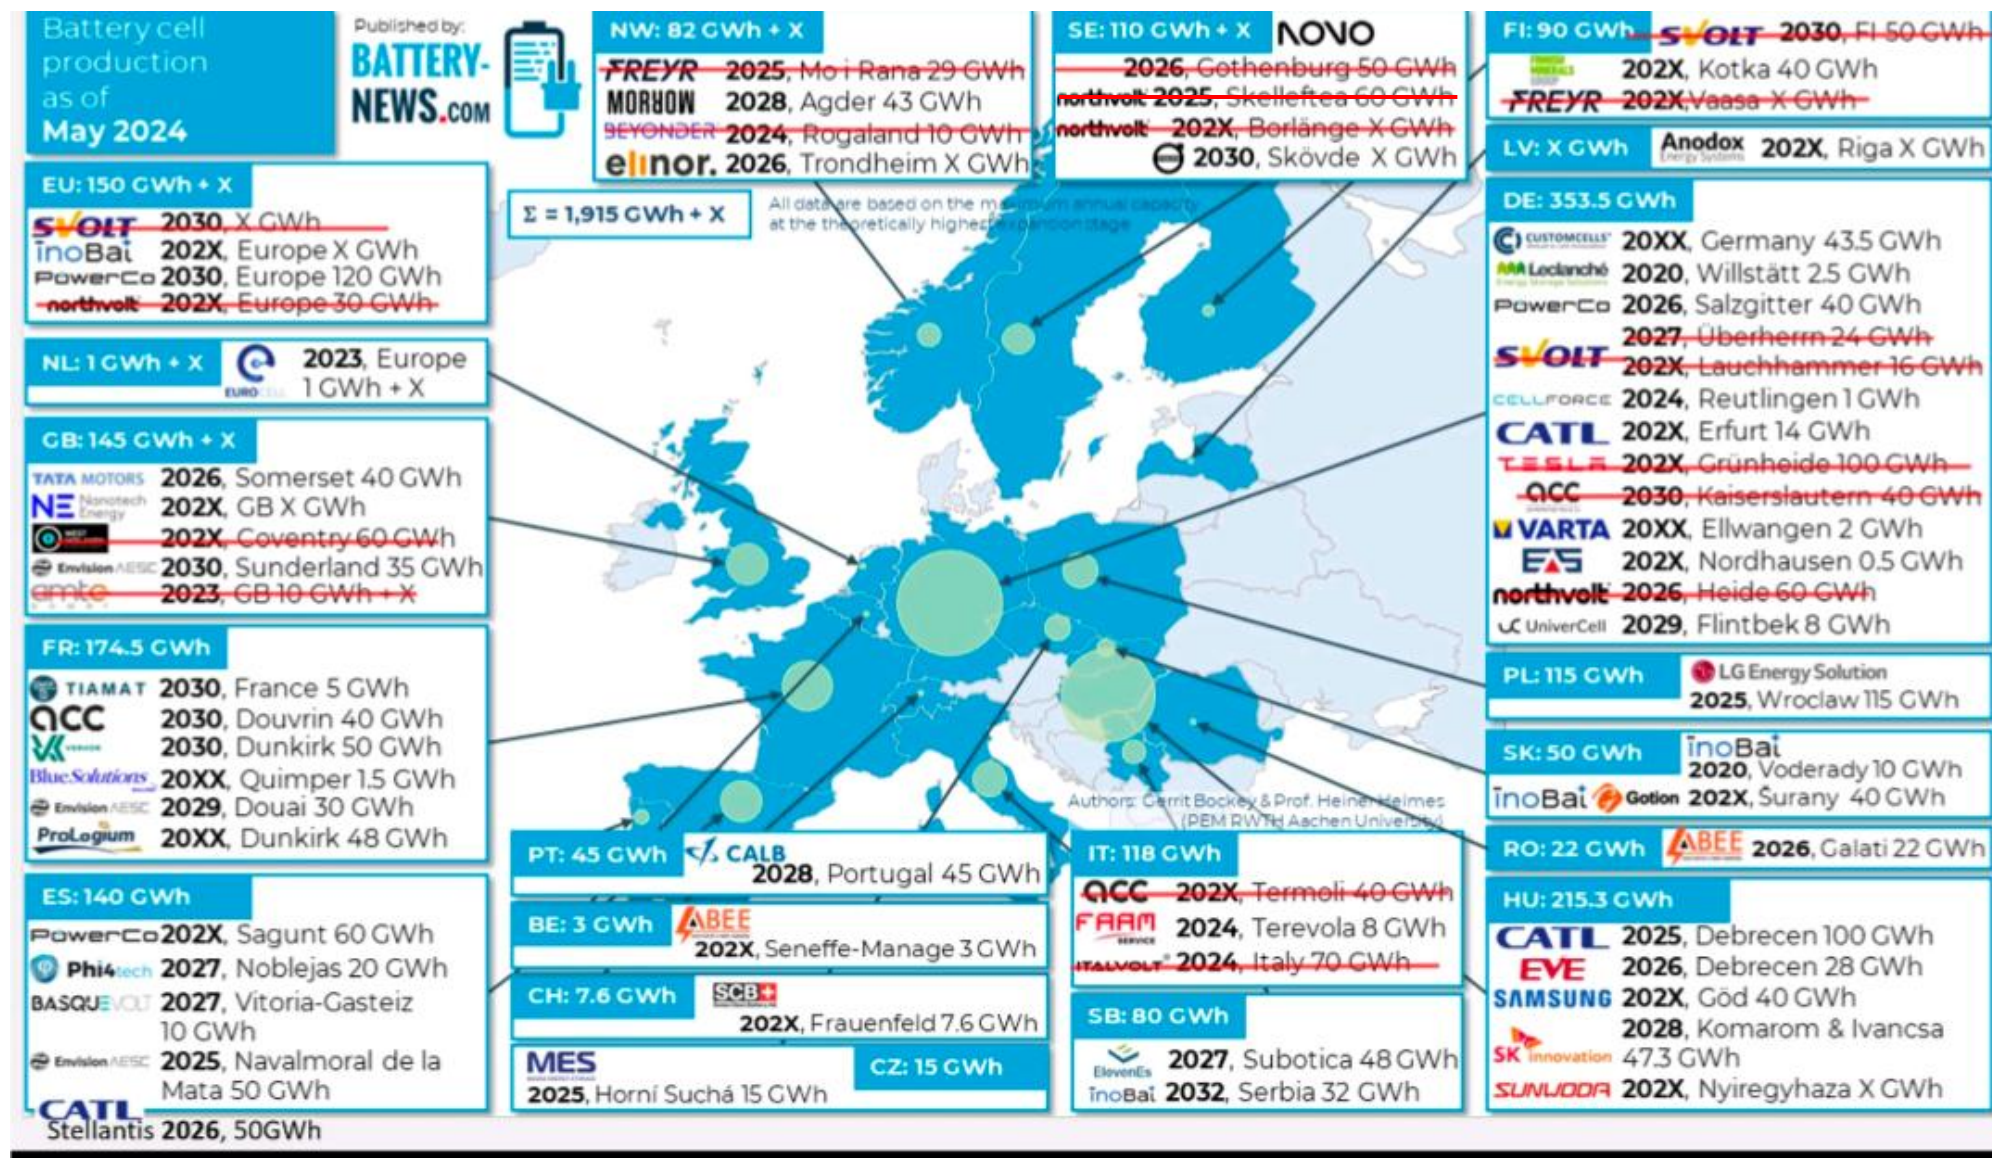 Battery cell
production
as of
May 2024
Published by:
BATTERY-
NEWS.COM
NW: 82 GWh + X
FREYR 2025, Mo i Rana 29 GWh
MORROW 2028, Agder 43 GWh
BEYONDER 2024, Rogaland 10 GWh
elinor. 2026, Trondheim X GWh
SE: 110 GWh + X NOVO
2026, Gothenburg 50 GWh
northvolt 2025, Skelleftea 60 GWh
northvolt 202X, Borlänge X GWh
2030, Skövde X GWh
FI: 90 GWh SVOLT 2030, FI 50 GWh
FINNISH MINERALS GROUP 202X, Kotka 40 GWh
FREYR 202X, Vaasa X GWh
LV: X GWh Anodox Energy Systems 202X, Riga X GWh
EU: 150 GWh + X
SVOLT 2030, X GWh
inoBat 202X, Europe X GWh
PowerCo 2030, Europe 120 GWh
northvolt 202X, Europe 30 GWh
Σ = 1,915 GWh + X
All data are based on the maximum annual capacity
at the theoretically highest expansion stage
NL: 1 GWh + X EUROCELL 2023, Europe
1 GWh + X
GB: 145 GWh + X
TATA MOTORS 2026, Somerset 40 GWh
NE Nanotech Energy 202X, GB X GWh
WEST 202X, Coventry 60 GWh
Envision AESC 2030, Sunderland 35 GWh
amte 2023, GB 10 GWh + X
FR: 174.5 GWh
TIAMAT 2030, France 5 GWh
acc 2030, Douvrin 40 GWh
VERKOR 2030, Dunkirk 50 GWh
BlueSolutions 20XX, Quimper 1.5 GWh
Envision AESC 2029, Douai 30 GWh
ProLogium 20XX, Dunkirk 48 GWh
ES: 140 GWh
PowerCo 202X, Sagunt 60 GWh
Phi4tech 2027, Noblejas 20 GWh
BASQUEVOLT 2027, Vitoria-Gasteiz
10 GWh
Envision AESC 2025, Navalmoral de la
Mata 50 GWh
CATL
Stellantis 2026, 50GWh
PT: 45 GWh CALB
2028, Portugal 45 GWh
BE: 3 GWh ABEE
202X, Seneffe-Manage 3 GWh
CH: 7.6 GWh SCB
202X, Frauenfeld 7.6 GWh
MES CZ: 15 GWh
2025, Horní Suchá 15 GWh
Authors: Gerrit Bockey & Prof. Heiner Heimes
(PEM RWTH Aachen University)
IT: 118 GWh
acc 202X, Termoli 40 GWh
FAAM SERVICE 2024, Terevola 8 GWh
ITALVOLT 2024, Italy 70 GWh
SB: 80 GWh
ElevenEs 2027, Subotica 48 GWh
inoBat 2032, Serbia 32 GWh
DE: 353.5 GWh
CUSTOMCELLS 20XX, Germany 43.5 GWh
Leclanché Energy Storage Solutions 2020, Willstätt 2.5 GWh
PowerCo 2026, Salzgitter 40 GWh
SVOLT 2027, Überherrn 24 GWh
202X, Lauchhammer 16 GWh
CELLFORCE 2024, Reutlingen 1 GWh
CATL 202X, Erfurt 14 GWh
TESLA 202X, Grünheide 100 GWh
acc 2030, Kaiserslautern 40 GWh
VARTA 20XX, Ellwangen 2 GWh
EAS 202X, Nordhausen 0.5 GWh
northvolt 2026, Heide 60 GWh
UniverCell 2029, Flintbek 8 GWh
PL: 115 GWh LG Energy Solution
2025, Wroclaw 115 GWh
SK: 50 GWh inoBat
2020, Voderady 10 GWh
inoBat Gotion 202X, Šurany 40 GWh
RO: 22 GWh ABEE 2026, Galati 22 GWh
HU: 215.3 GWh
CATL 2025, Debrecen 100 GWh
EVE 2026, Debrecen 28 GWh
SAMSUNG 202X, Göd 40 GWh
SK innovation 2028, Komarom & Ivancsa
47.3 GWh
SUNWODA 202X, Nyiregyhaza X GWh